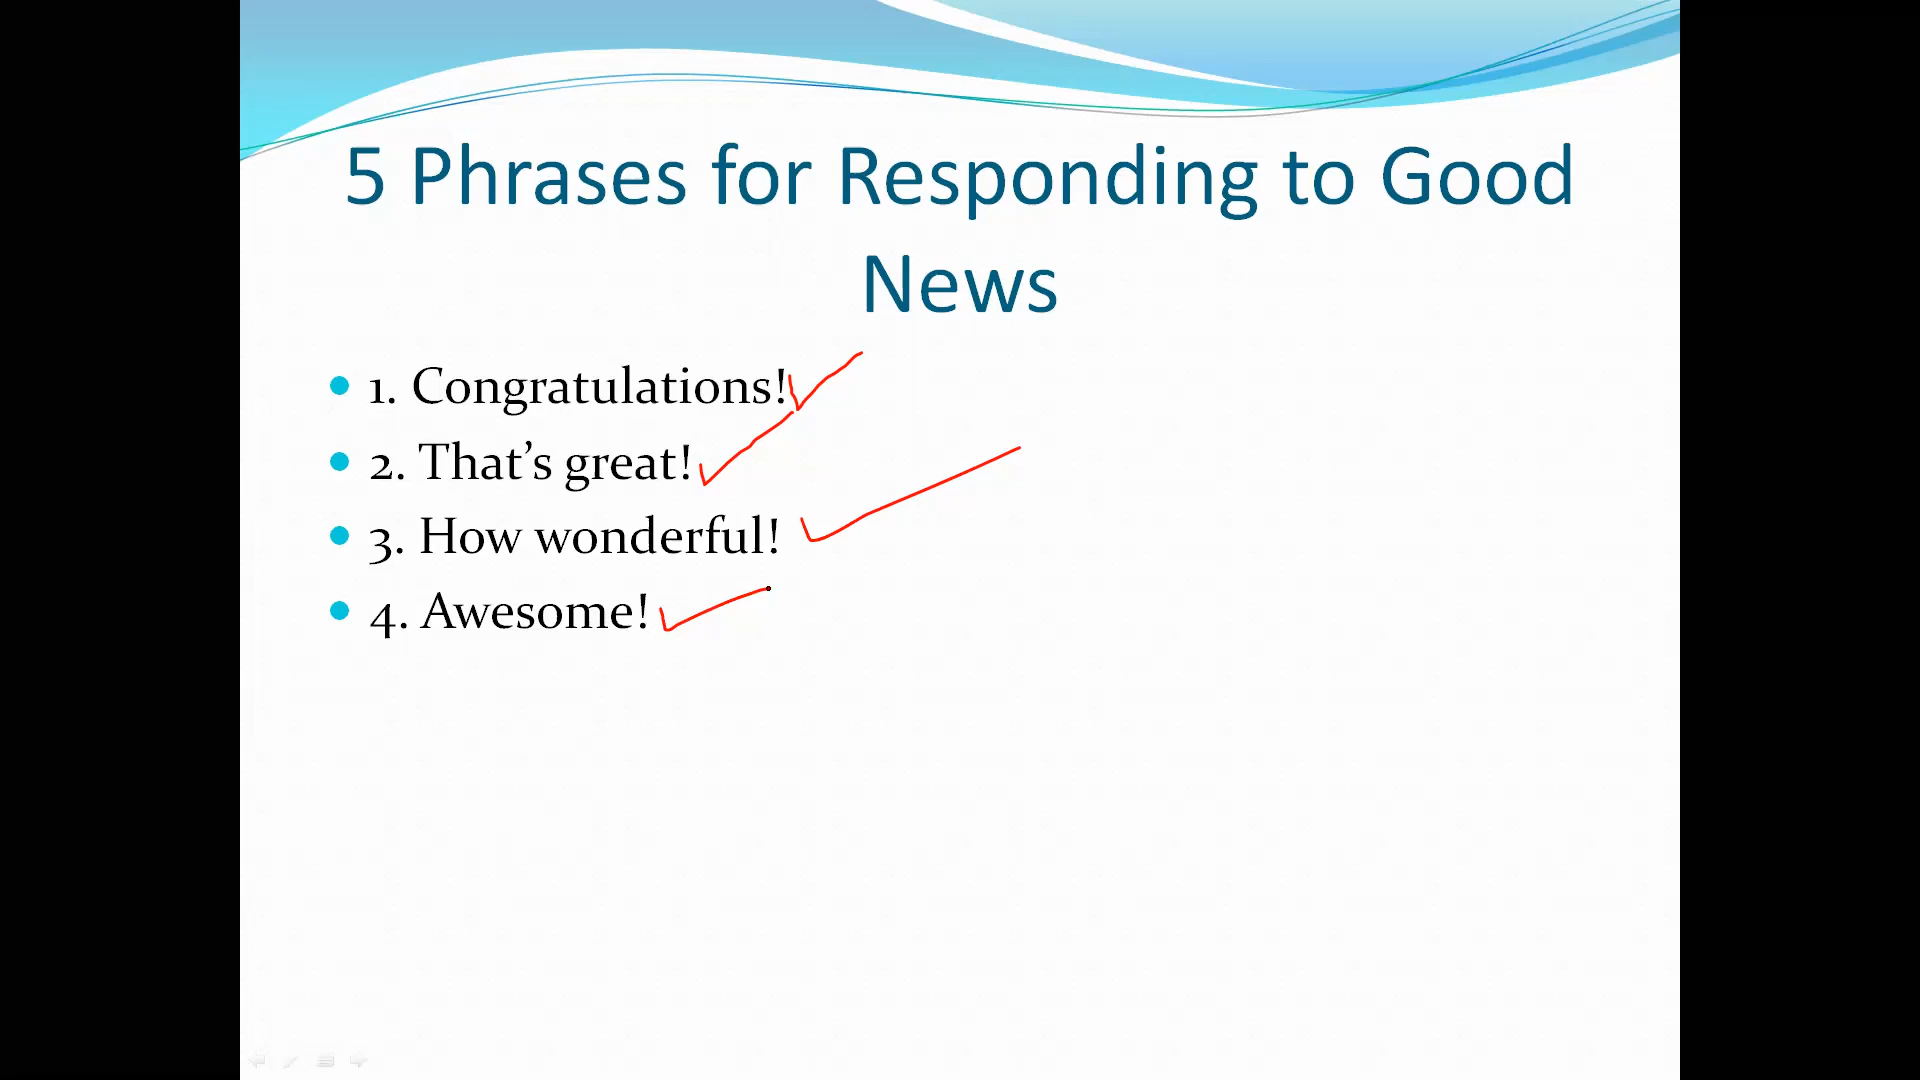 5 Phrases for Responding to Good
News
1. Congratulations!
2. That’s great!
3. How wonderful!
4. Awesome!